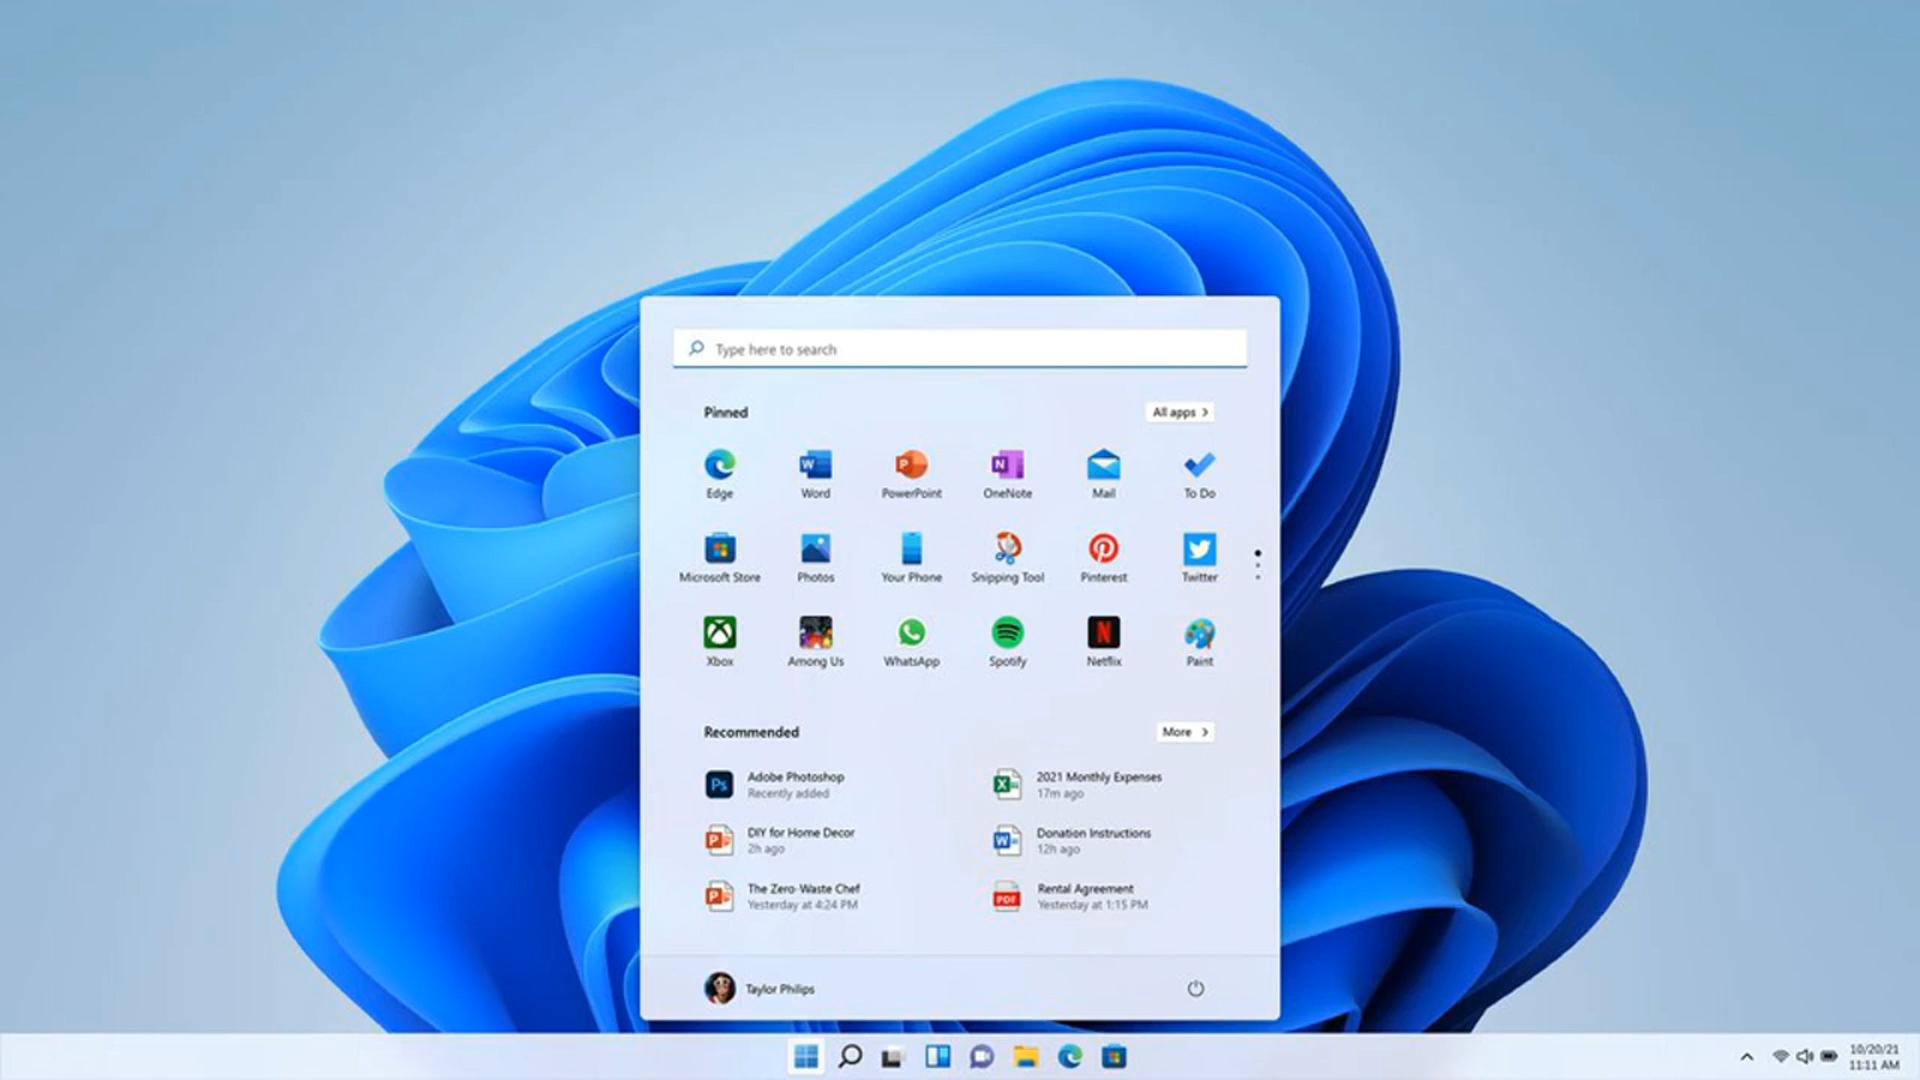 Type here to search
Pinned
All apps
Edge
Word
PowerPoint
OneNote
Mail
To Do
Microsoft Store
Photos
Your Phone
Snipping Tool
Pinterest
Twitter
Xbox
Among Us
WhatsApp
Spotify
Netflix
Paint
Recommended
More
Adobe Photoshop
Recently added
2021 Monthly Expenses
17m ago
DIY for Home Decor
2h ago
Donation Instructions
12h ago
The Zero-Waste Chef
Yesterday at 4:24 PM
Rental Agreement
Yesterday at 1:15 PM
Taylor Philips
10/20/21
11:11 AM